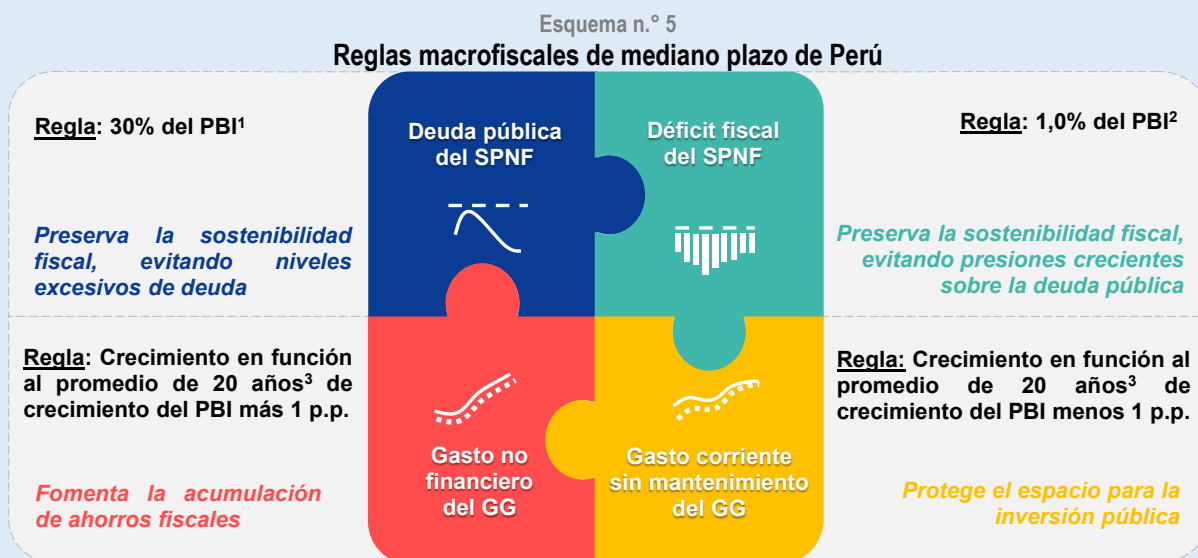 Esquema n.° 5
Reglas macrofiscales de mediano plazo de Perú
Regla: 30% del PBI¹
Preserva la sostenibilidad
fiscal, evitando niveles
excesivos de deuda
Deuda pública
del SPNF
Déficit fiscal
del SPNF
Regla: 1,0% del PBI²
Preserva la sostenibilidad fiscal,
evitando presiones crecientes
sobre la deuda pública
Regla: Crecimiento en función
al promedio de 20 años³ de
crecimiento del PBI más 1 p.p.
Fomenta la acumulación
de ahorros fiscales
Gasto no
financiero
del GG
Gasto corriente
sin mantenimiento
del GG
Regla: Crecimiento en función al
promedio de 20 años³ de
crecimiento del PBI menos 1 p.p.
Protege el espacio para la
inversión pública